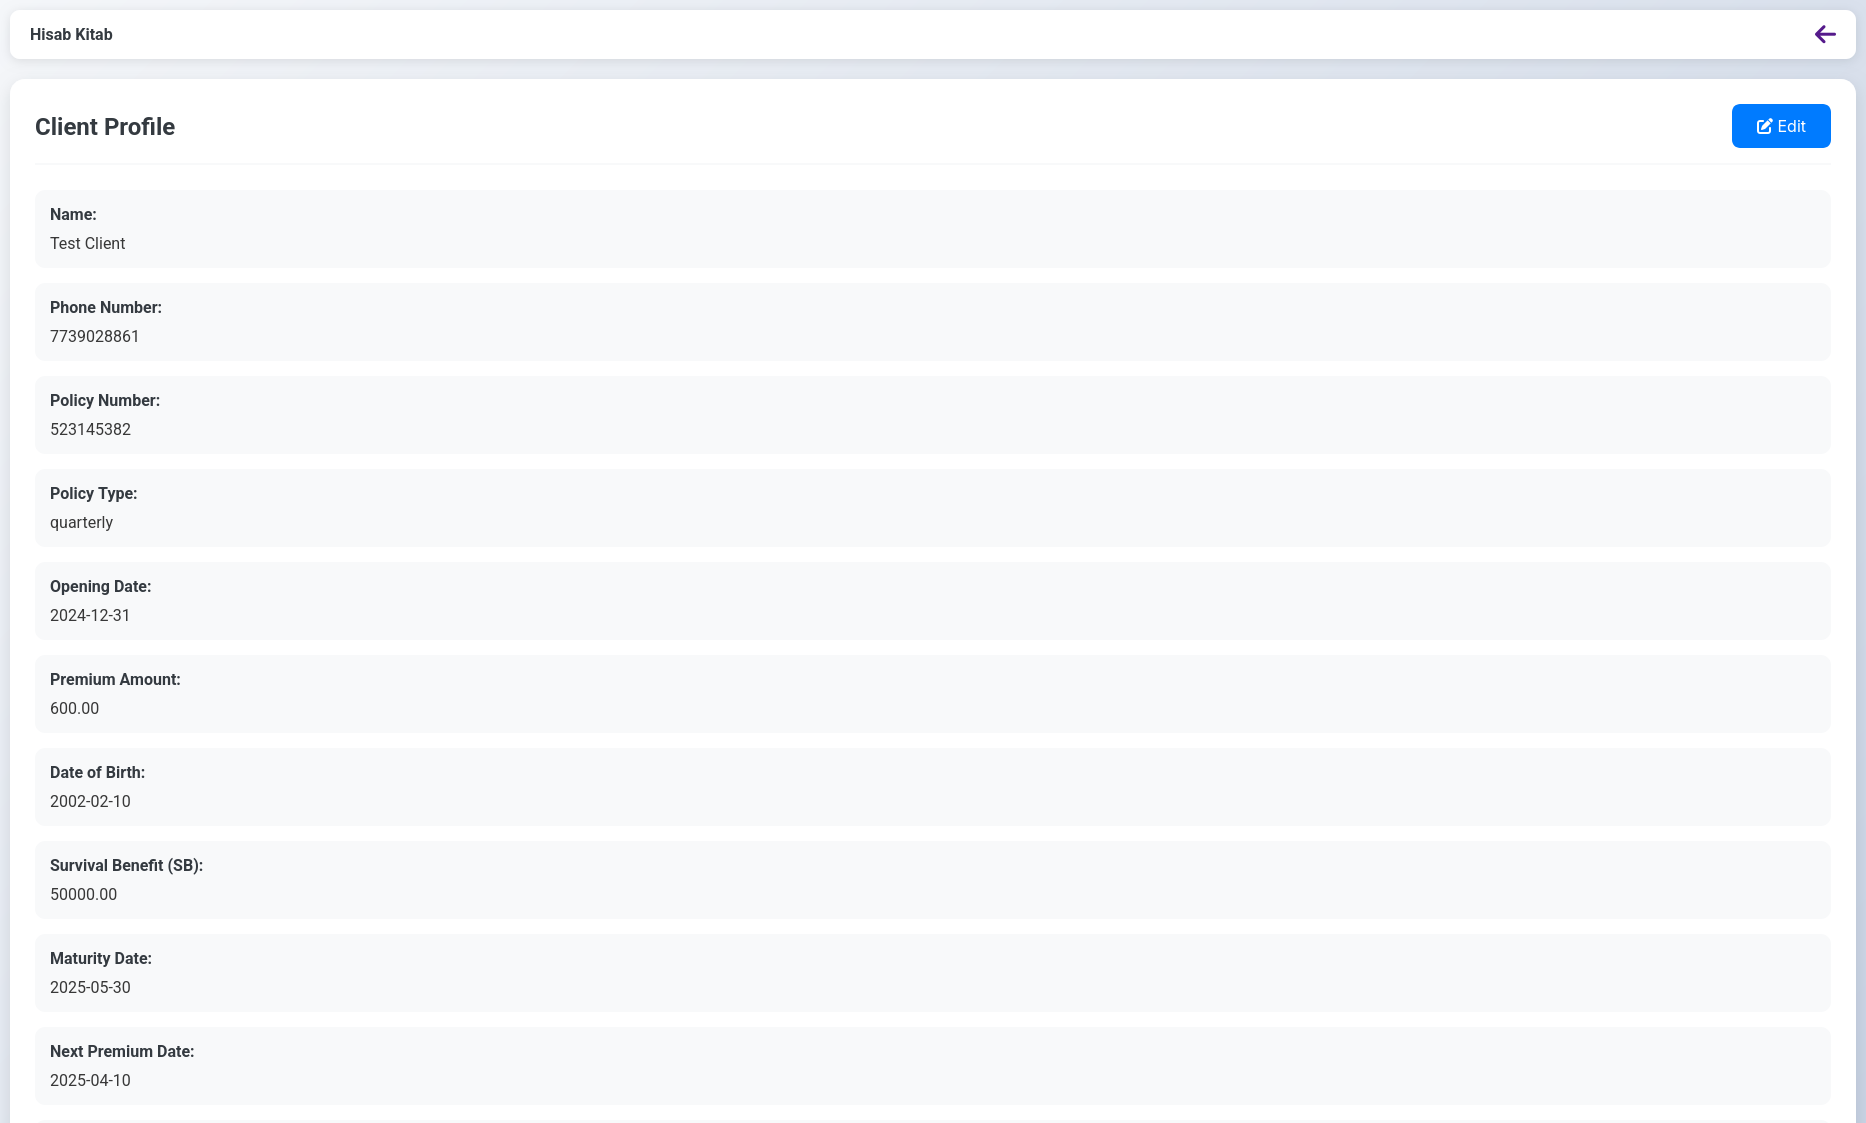 Hisab Kitab
Client Profile
Edit
Name:
Test Client
Phone Number:
7739028861
Policy Number:
523145382
Policy Type:
quarterly
Opening Date:
2024-12-31
Premium Amount:
600.00
Date of Birth:
2002-02-10
Survival Benefit (SB):
50000.00
Maturity Date:
2025-05-30
Next Premium Date:
2025-04-10